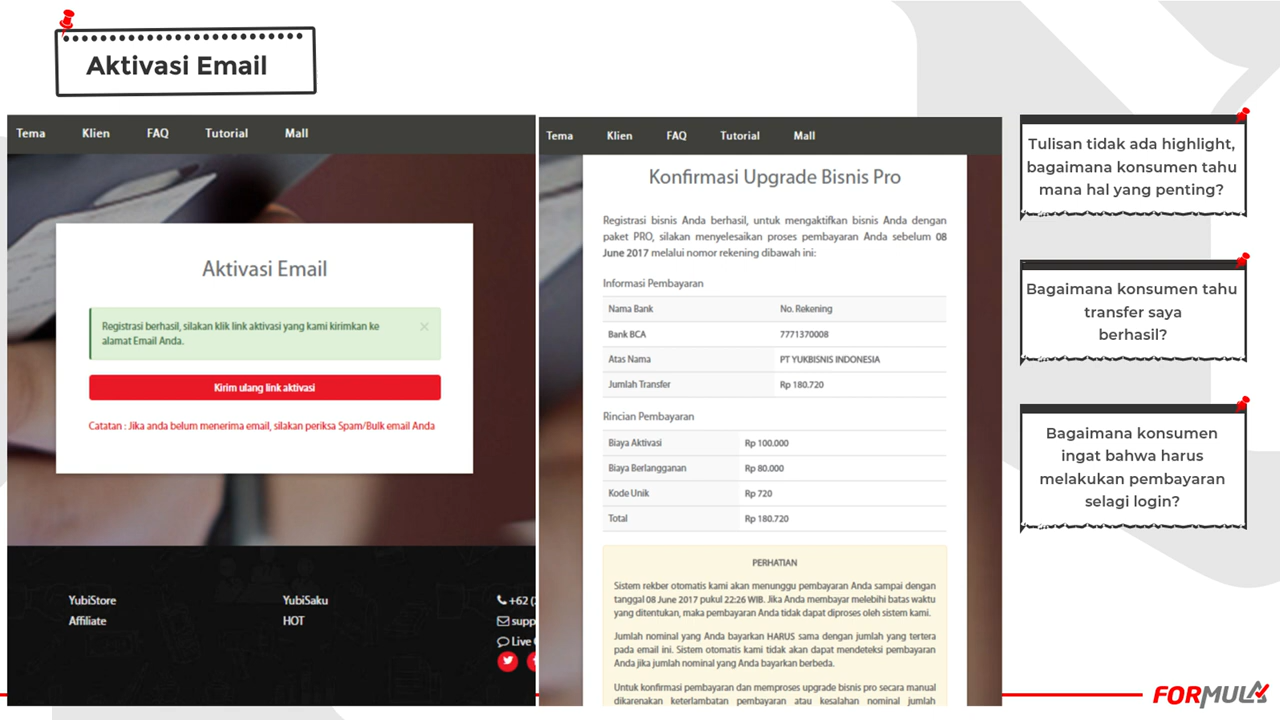 Aktivasi Email
Tema Klien FAQ Tutorial Mall
Aktivasi Email
Registrasi berhasil, silakan klik link aktivasi yang kami kirimkan ke
alamat Email Anda.
Kirim ulang link aktivasi
Catatan : Jika anda belum menerima email, silakan periksa Spam/Bulk email Anda
YubiStore YubiSaku +62 (
Affiliate HOT supp
Live
Tema Klien FAQ Tutorial Mall
Konfirmasi Upgrade Bisnis Pro
Registrasi bisnis Anda berhasil, untuk mengaktifkan bisnis Anda dengan
paket PRO, silakan menyelesaikan proses pembayaran Anda sebelum 08
June 2017 melalui nomor rekening dibawah ini:
Informasi Pembayaran
Nama Bank No. Rekening
Bank BCA 7771370008
Atas Nama PT YUKBISNIS INDONESIA
Jumlah Transfer Rp 180.720
Rincian Pembayaran
Biaya Aktivasi Rp 100.000
Biaya Berlangganan Rp 80.000
Kode Unik Rp 720
Total Rp 180.720
PERHATIAN
Sistem rekber otomatis kami akan menunggu pembayaran Anda sampai dengan
tanggal 08 June 2017 pukul 22:26 WIB. Jika Anda membayar melebihi batas waktu
yang ditentukan, maka pembayaran Anda tidak dapat diproses oleh sistem kami.
Jumlah nominal yang Anda bayarkan HARUS sama dengan jumlah yang tertera
pada email ini. Sistem otomatis kami tidak akan dapat mendeteksi pembayaran
Anda jika jumlah nominal yang Anda bayarkan berbeda.
Untuk konfirmasi pembayaran dan memproses upgrade bisnis pro secara manual
dikarenakan keterlambatan pembayaran atau kesalahan nominal jumlah
Tulisan tidak ada highlight,
bagaimana konsumen tahu
mana hal yang penting?
Bagaimana konsumen tahu
transfer saya
berhasil?
Bagaimana konsumen
ingat bahwa harus
melakukan pembayaran
selagi login?
FORMULA